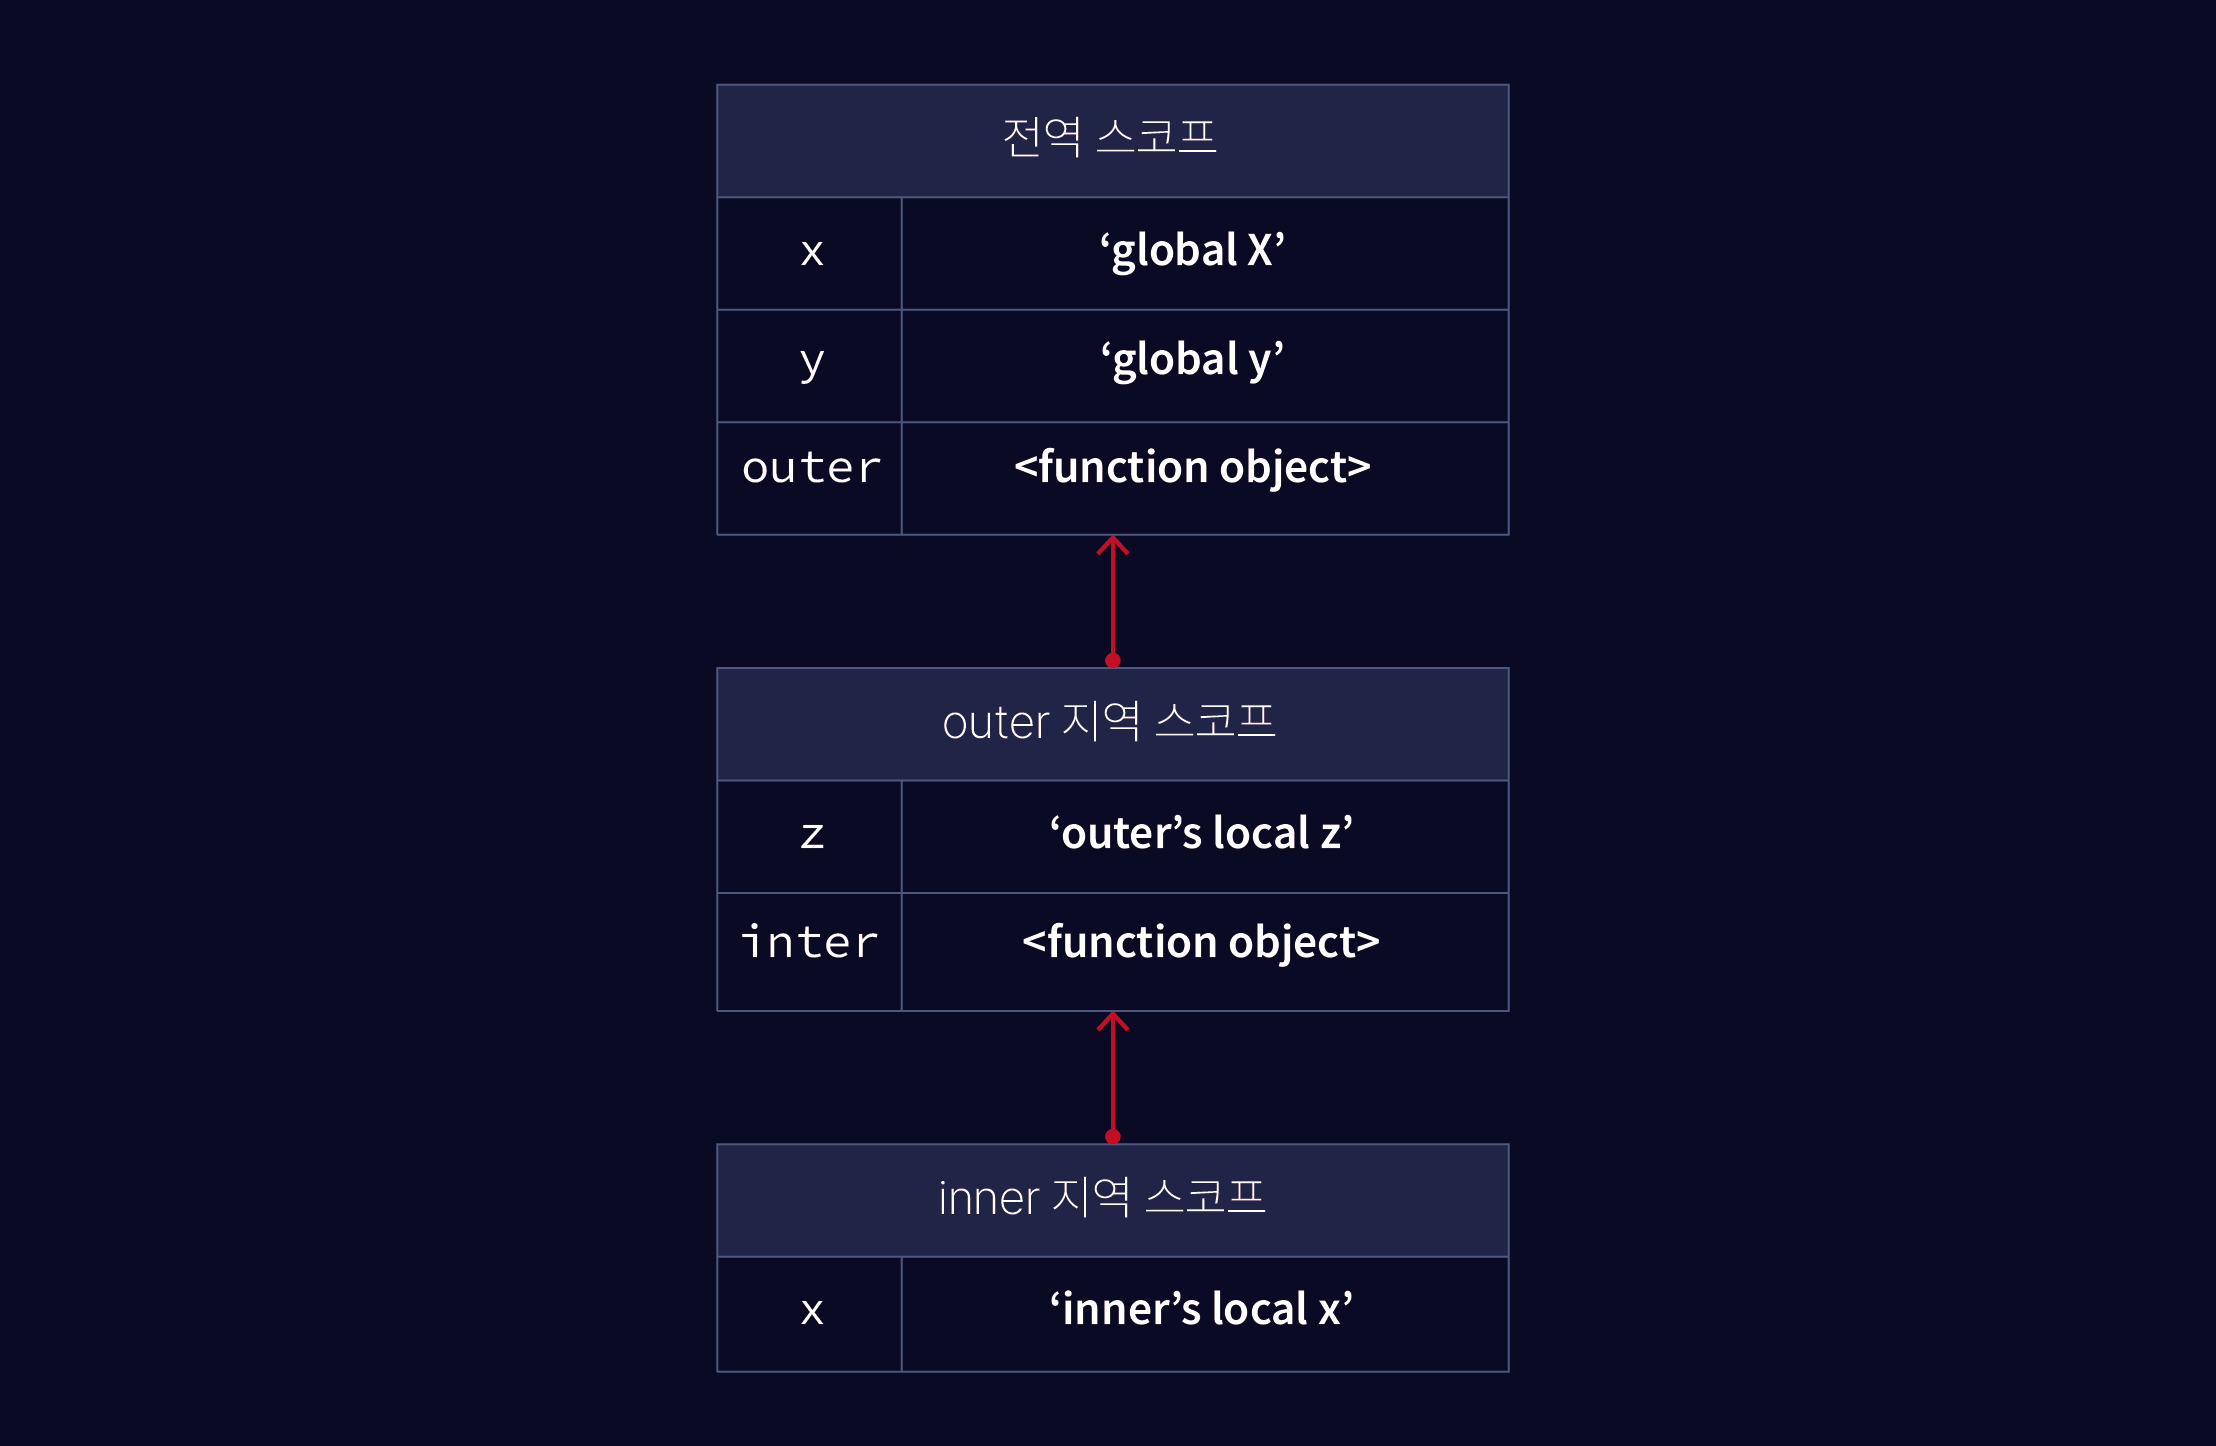 전역 스코프
x ‘global X’
y ‘global y’
outer <function object>
outer 지역 스코프
z ‘outer’s local z’
inter <function object>
inner 지역 스코프
x ‘inner’s local x’